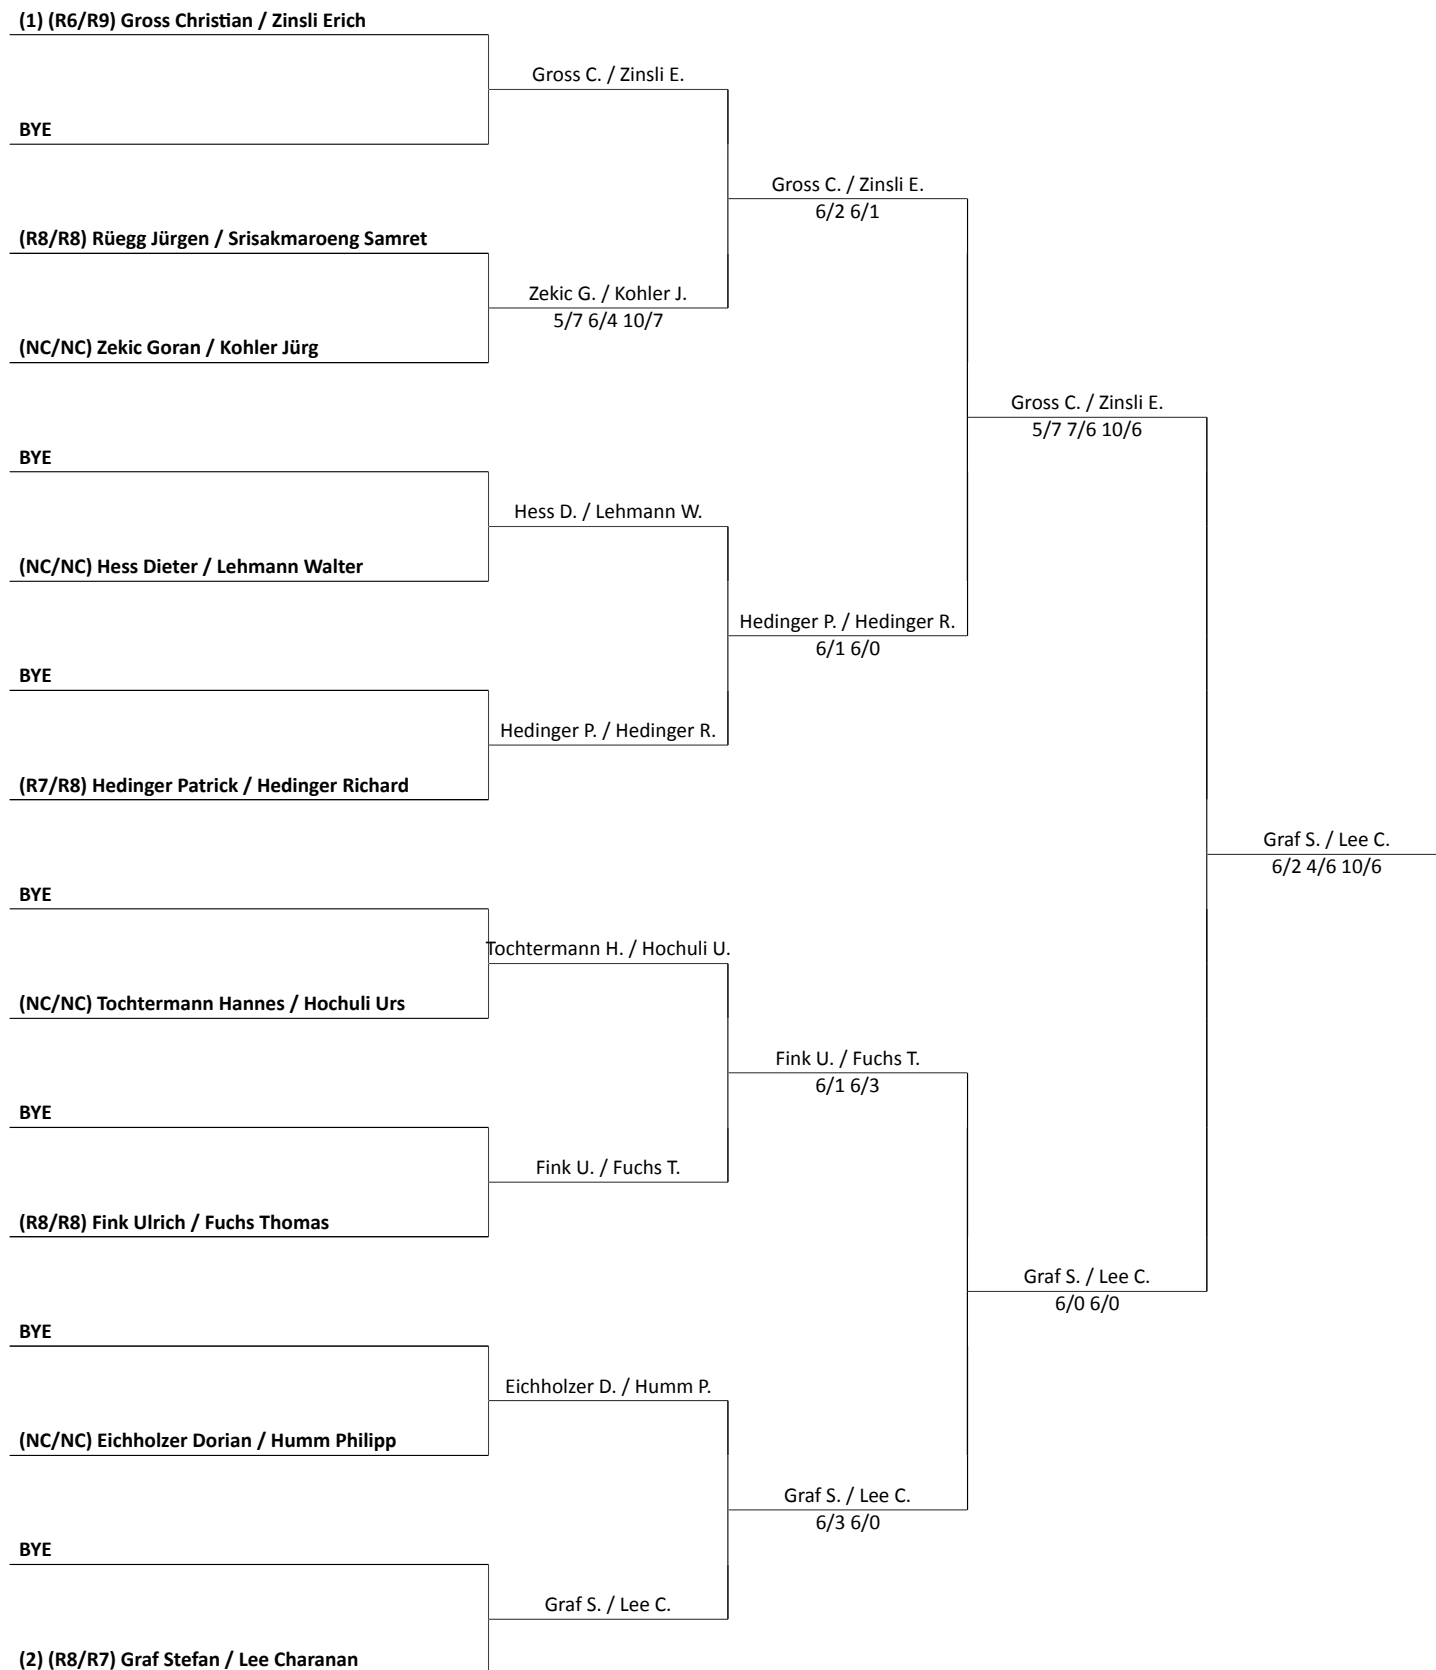 (1) (R6/R9) Gross Christian / Zinsli Erich
Gross C. / Zinsli E.
BYE
Gross C. / Zinsli E.
6/2 6/1
(R8/R8) Rüegg Jürgen / Srisakmaroeng Samret
Zekic G. / Kohler J.
5/7 6/4 10/7
(NC/NC) Zekic Goran / Kohler Jürg
Gross C. / Zinsli E.
5/7 7/6 10/6
BYE
Hess D. / Lehmann W.
(NC/NC) Hess Dieter / Lehmann Walter
Hedinger P. / Hedinger R.
6/1 6/0
BYE
Hedinger P. / Hedinger R.
(R7/R8) Hedinger Patrick / Hedinger Richard
Graf S. / Lee C.
6/2 4/6 10/6
BYE
Tochtermann H. / Hochuli U.
(NC/NC) Tochtermann Hannes / Hochuli Urs
Fink U. / Fuchs T.
6/1 6/3
BYE
Fink U. / Fuchs T.
(R8/R8) Fink Ulrich / Fuchs Thomas
Graf S. / Lee C.
6/0 6/0
BYE
Eichholzer D. / Humm P.
(NC/NC) Eichholzer Dorian / Humm Philipp
Graf S. / Lee C.
6/3 6/0
BYE
Graf S. / Lee C.
(2) (R8/R7) Graf Stefan / Lee Charanan